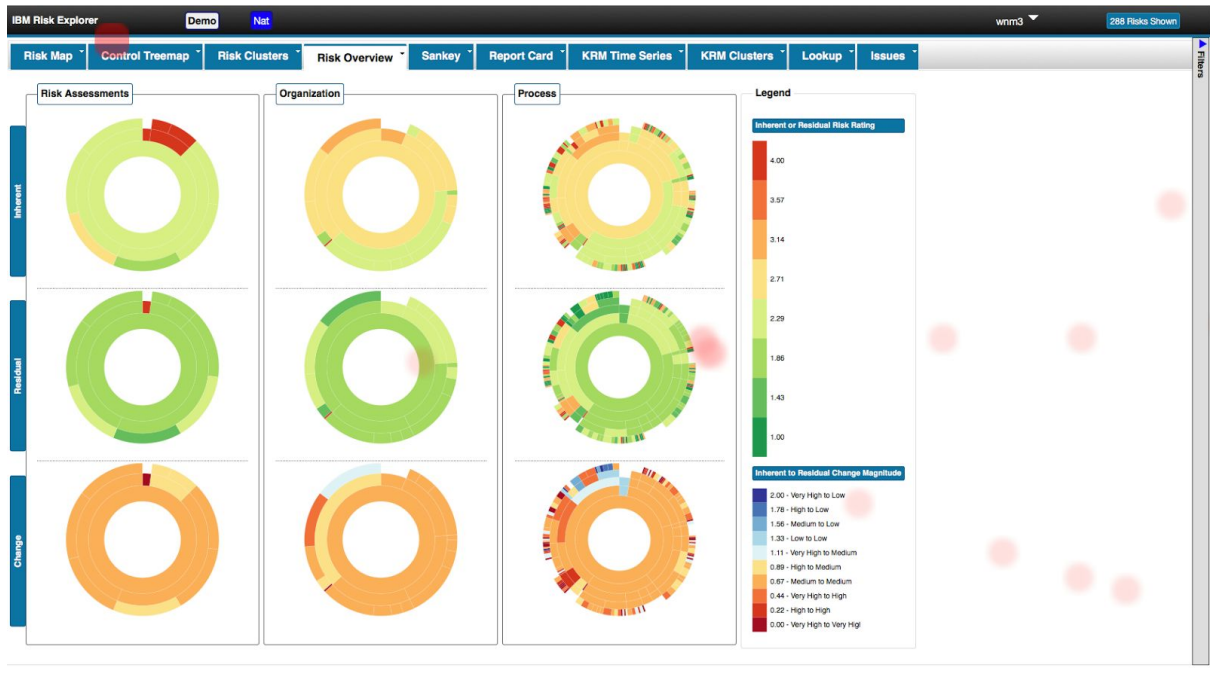 IBM Risk Explorer
Demo
Nat
wnm3
288 Risks Shown
Risk Map
Control Treemap
Risk Clusters
Risk Overview
Sankey
Report Card
KRM Time Series
KRM Clusters
Lookup
Issues
Filters
Risk Assessments
Organization
Process
Legend
Inherent
Residual
Change
Inherent or Residual Risk Rating
4.00
3.57
3.14
2.71
2.29
1.86
1.43
1.00
Inherent to Residual Change Magnitude
2.00 - Very High to Low
1.78 - High to Low
1.56 - Medium to Low
1.33 - Low to Low
1.11 - Very High to Medium
0.89 - High to Medium
0.67 - Medium to Medium
0.44 - Very High to High
0.22 - High to High
0.00 - Very High to Very Higl